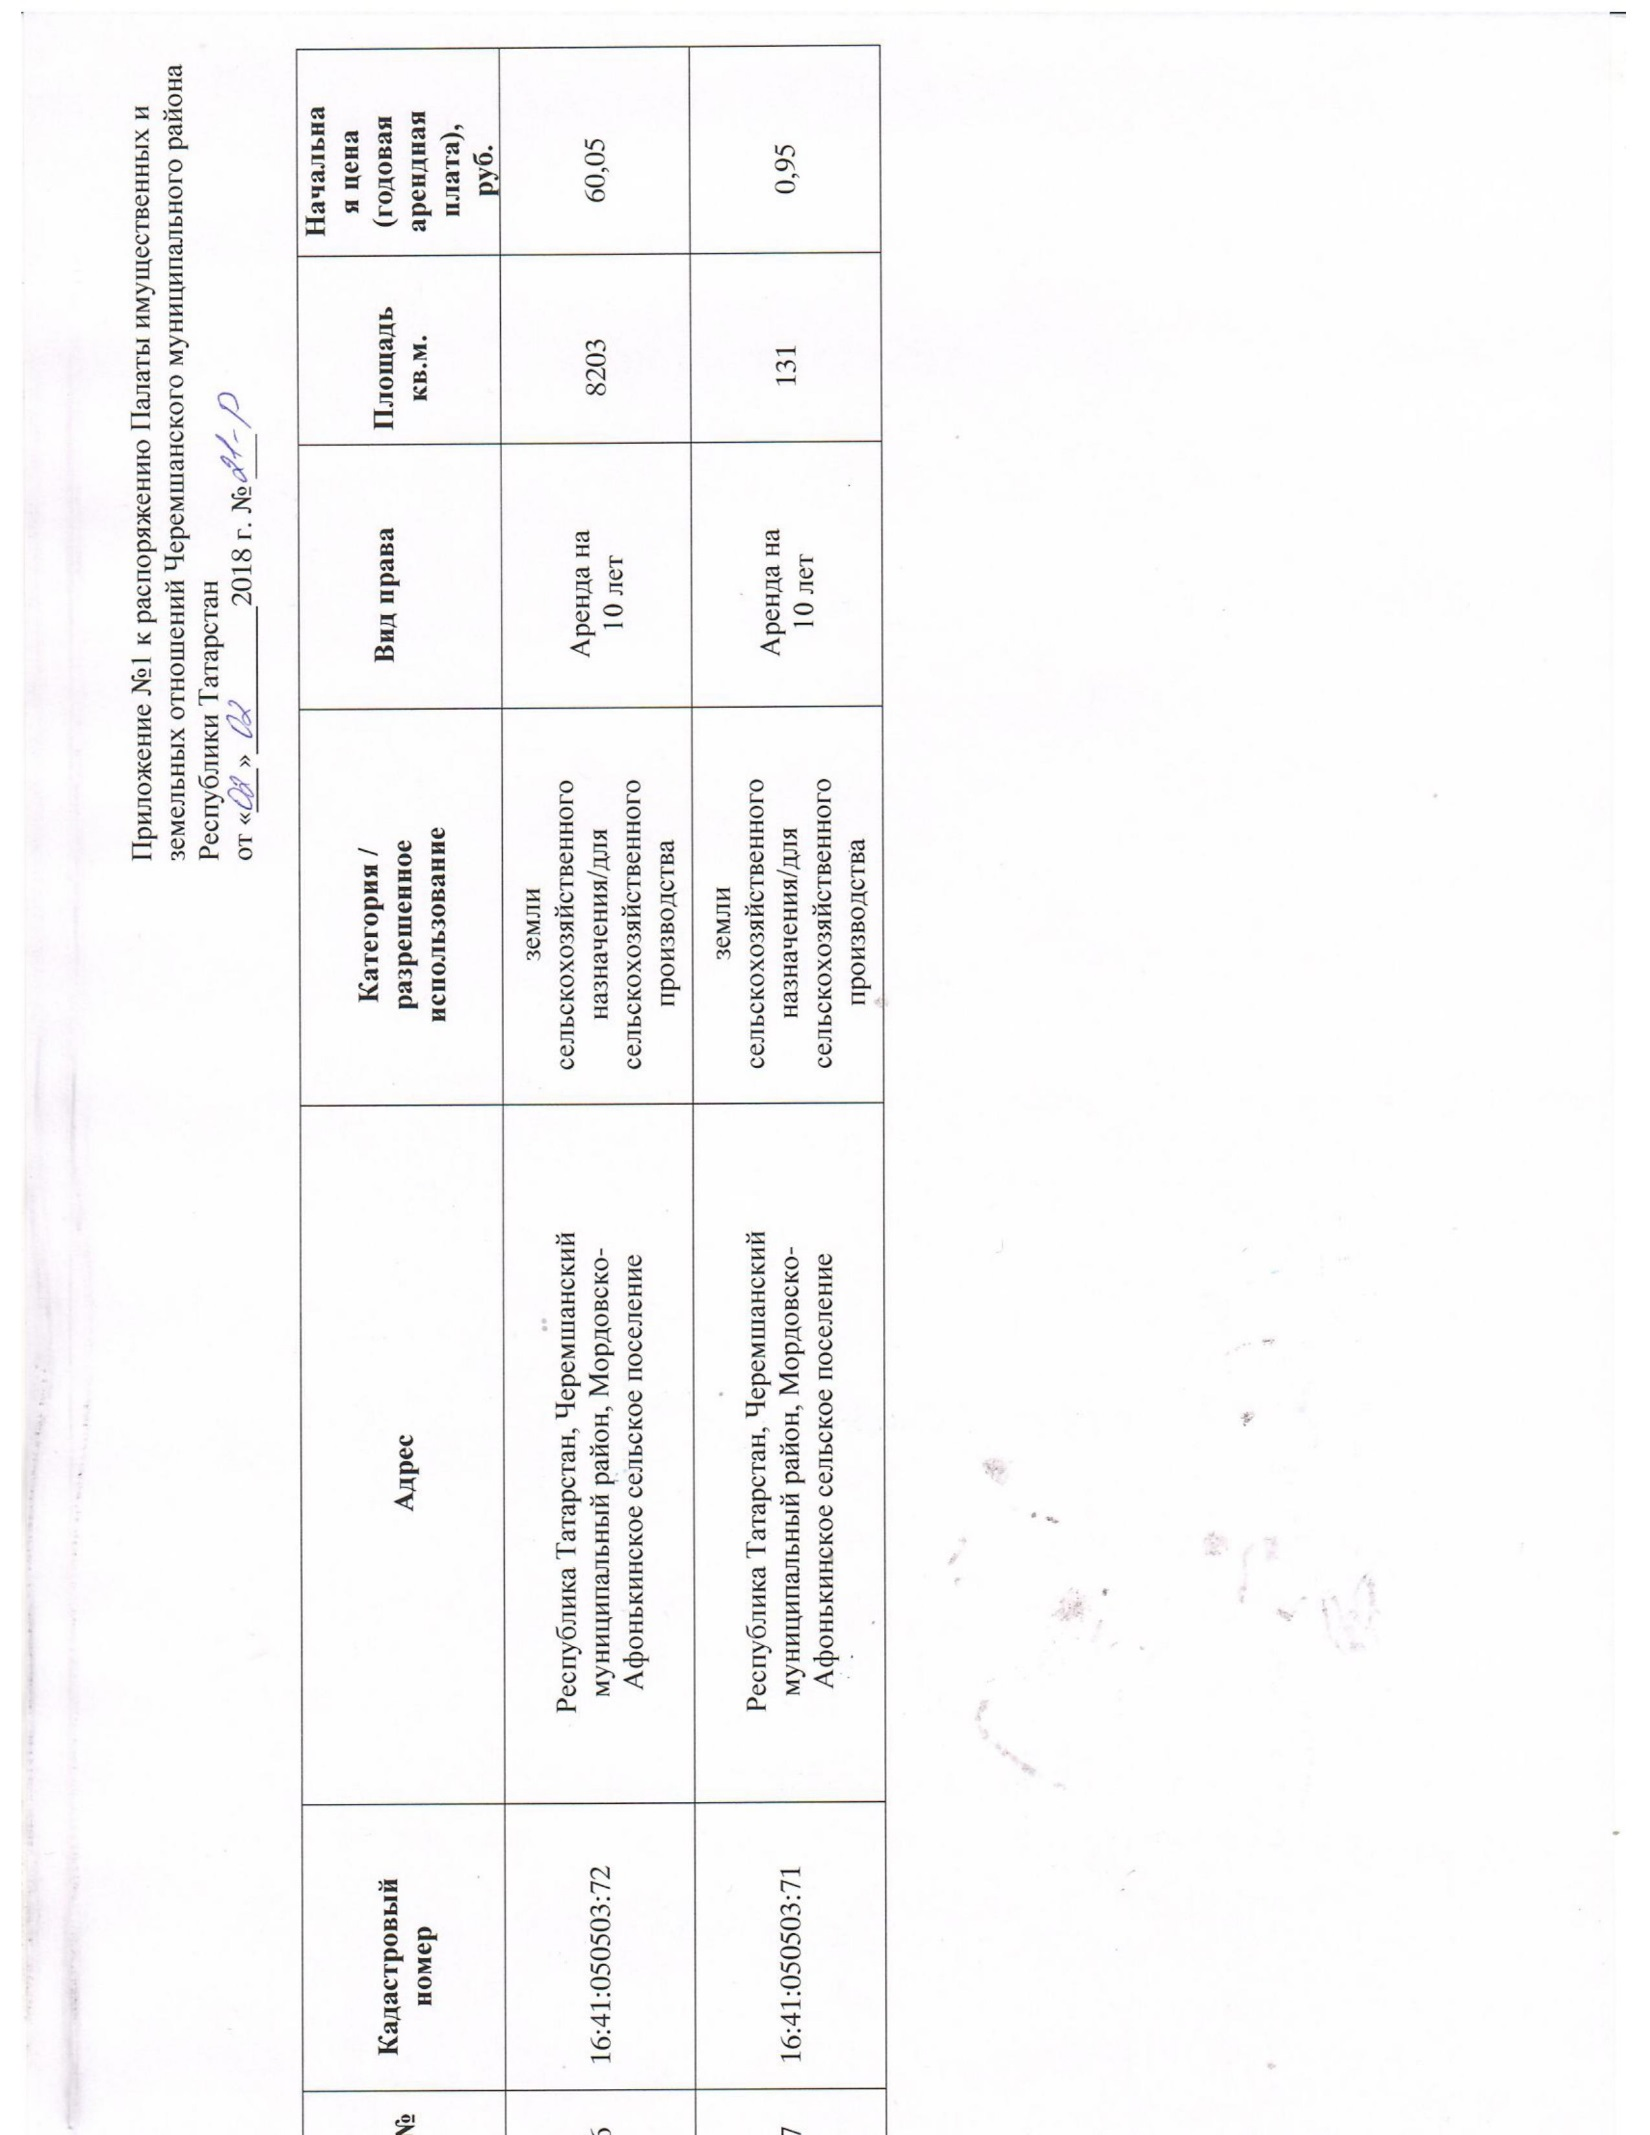 Приложение №1 к распоряжению Палаты имущественных и
земельных отношений Черемшанского муниципального района
Республики Татарстан
от «02» 02 2018 г. №21-р
№
Кадастровый
номер
Адрес
Категория /
разрешенное
использование
Вид права
Площадь
кв.м.
Начальна
я цена
(годовая
арендная
плата),
руб.
16:41:050503:72
Республика Татарстан, Черемшанский
муниципальный район, Мордовско-
Афонькинское сельское поселение
земли
сельскохозяйственного
назначения/для
сельскохозяйственного
производства
Аренда на
10 лет
8203
60,05
7
16:41:050503:71
Республика Татарстан, Черемшанский
муниципальный район, Мордовско-
Афонькинское сельское поселение
земли
сельскохозяйственного
назначения/для
сельскохозяйственного
производства
Аренда на
10 лет
131
0,95